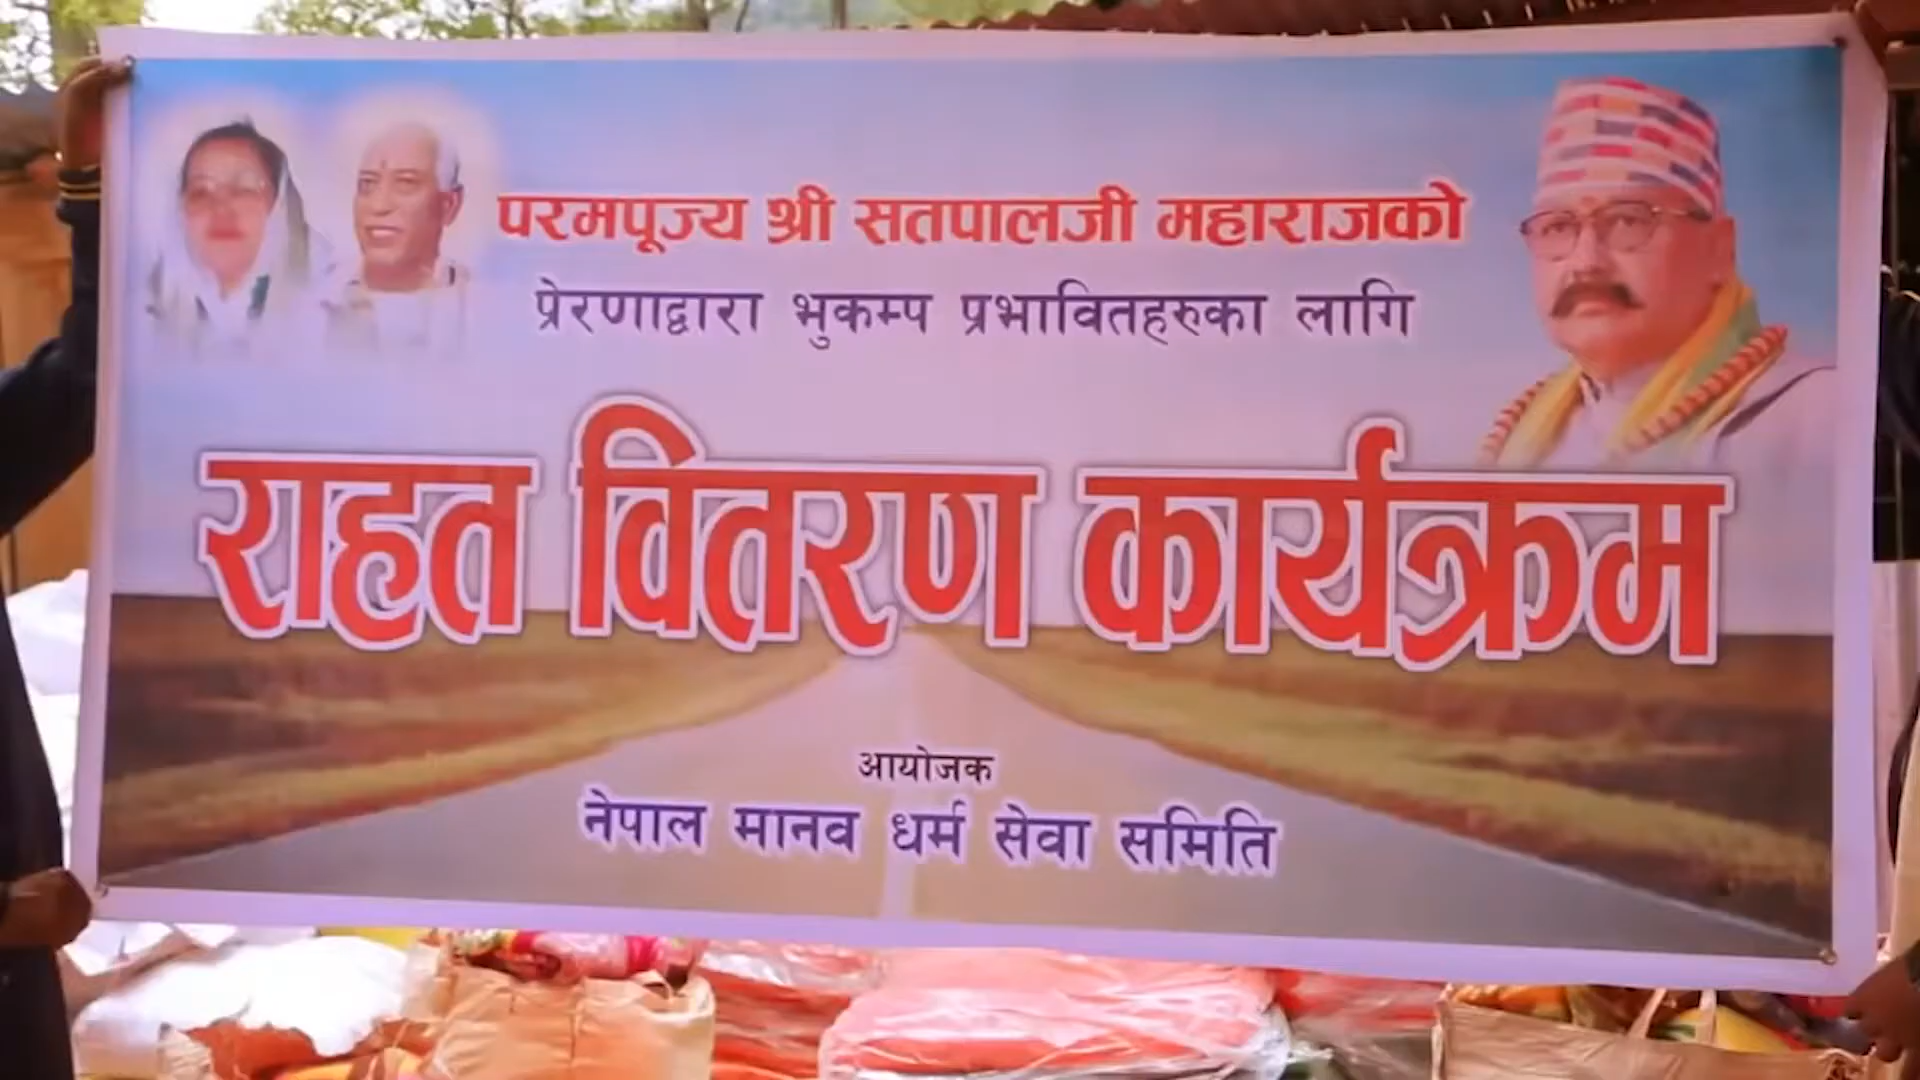 परमपूज्य श्री सतपालजी महाराजको
प्रेरणाद्वारा भुकम्प प्रभावितहरुका लागि
राहत वितरण कार्यक्रम
आयोजक
नेपाल मानव धर्म सेवा समिति